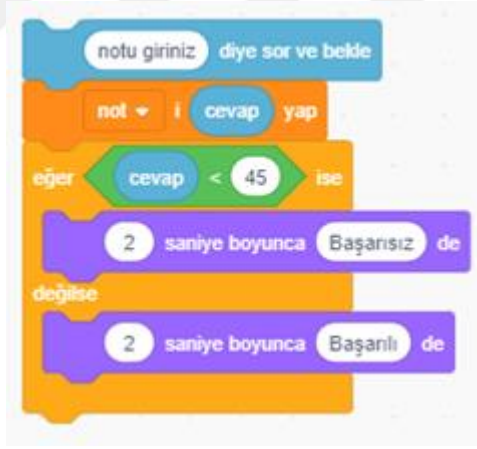 notu giriniz diye sor ve bekle
not i cevap yap
eğer cevap < 45 ise
2 saniye boyunca Başarısız de
değilse
2 saniye boyunca Başarılı de